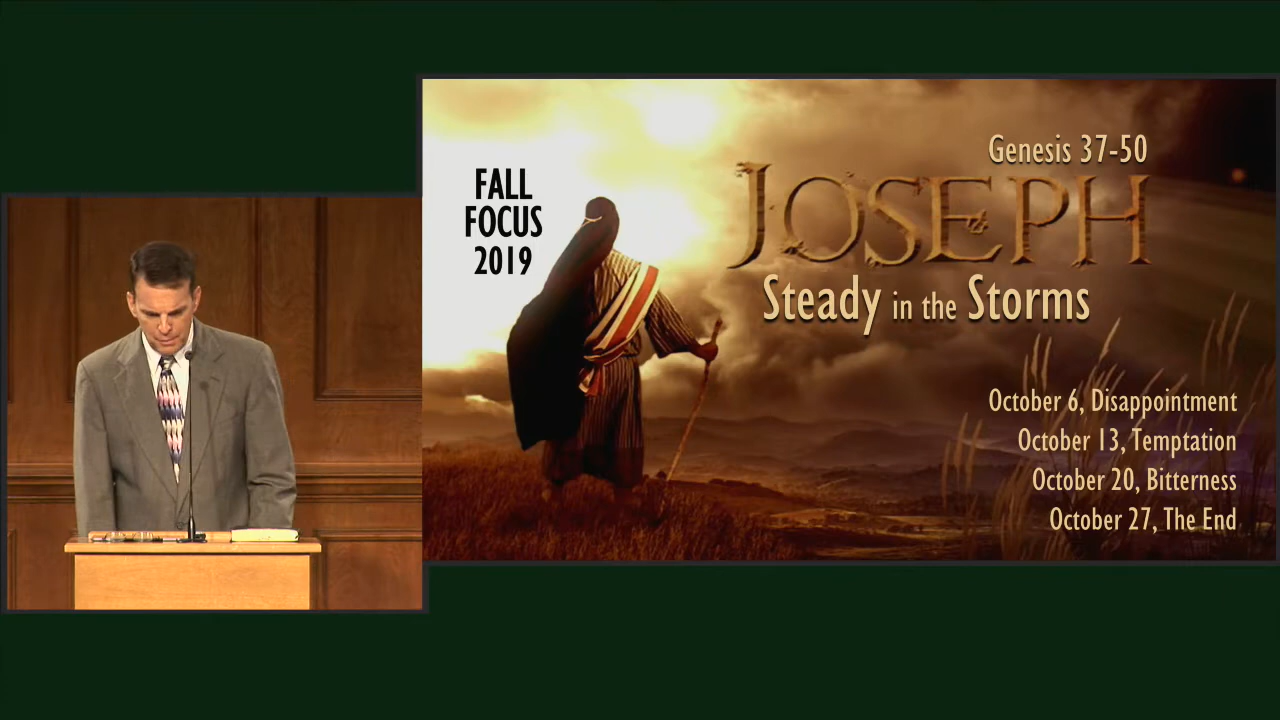 FALL
FOCUS
2019
Genesis 37-50
JOSEPH
Steady in the Storms
October 6, Disappointment
October 13, Temptation
October 20, Bitterness
October 27, The End